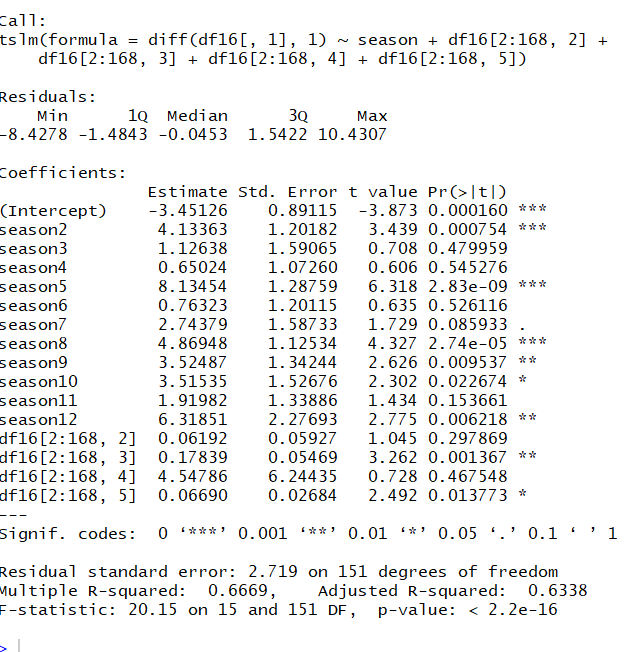 Call:
tslm(formula = diff(df16[, 1], 1) ~ season + df16[2:168, 2] +
    df16[2:168, 3] + df16[2:168, 4] + df16[2:168, 5])

Residuals:
    Min      1Q  Median      3Q     Max
-8.4278 -1.4843 -0.0453  1.5422 10.4307

Coefficients:
               Estimate Std. Error t value Pr(>|t|)
(Intercept)    -3.45126    0.89115  -3.873 0.000160 ***
season2         4.13363    1.20182   3.439 0.000754 ***
season3         1.12638    1.59065   0.708 0.479959
season4         0.65024    1.07260   0.606 0.545276
season5         8.13454    1.28759   6.318 2.83e-09 ***
season6         0.76323    1.20115   0.635 0.526116
season7         2.74379    1.58733   1.729 0.085933 .
season8         4.86948    1.12534   4.327 2.74e-05 ***
season9         3.52487    1.34244   2.626 0.009537 **
season10        3.51535    1.52676   2.302 0.022674 *
season11        1.91982    1.33886   1.434 0.153661
season12        6.31851    2.27693   2.775 0.006218 **
df16[2:168, 2]  0.06192    0.05927   1.045 0.297869
df16[2:168, 3]  0.17839    0.05469   3.262 0.001367 **
df16[2:168, 4]  4.54786    6.24435   0.728 0.467548
df16[2:168, 5]  0.06690    0.02684   2.492 0.013773 *
---
Signif. codes:  0 ‘***’ 0.001 ‘**’ 0.01 ‘*’ 0.05 ‘.’ 0.1 ‘ ’ 1

Residual standard error: 2.719 on 151 degrees of freedom
Multiple R-squared:  0.6669,    Adjusted R-squared:  0.6338
F-statistic: 20.15 on 15 and 151 DF,  p-value: < 2.2e-16

>